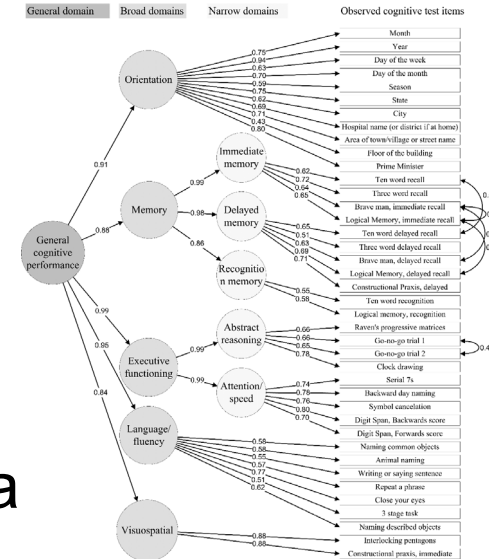 General domain
Broad domains
Narrow domains
Observed cognitive test items
General cognitive performance
0.91
0.99
0.95
0.84
Orientation
Memory
Executive functioning
Language/ fluency
Visuospatial
0.99
0.98
0.86
0.99
0.99
Immediate memory
Delayed memory
Recognitio n memory
Abstract reasoning
Attention/ speed
0.75
0.94
0.63
0.70
0.59
0.75
0.62
0.69
0.71
0.43
0.80
0.62
0.72
0.64
0.65
0.65
0.51
0.63
0.69
0.71
0.55
0.58
0.66
0.66
0.65
0.78
0.74
0.78
0.76
0.80
0.70
0.58
0.58
0.55
0.57
0.77
0.51
0.62
0.88
0.88
Month
Year
Day of the week
Day of the month
Season
State
City
Hospital name (or district if at home)
Area of town/village or street name
Floor of the building
Prime Minister
Ten word recall
Three word recall
Brave man, immediate recall
Logical Memory, immediate recall
Ten word delayed recall
Three word delayed recall
Brave man, delayed recall
Logical Memory, delayed recall
Constructional Praxis, delayed
Ten word recognition
Logical memory, recognition
Raven's progressive matrices
Go-no-go trial 1
Go-no-go trial 2
Clock drawing
Serial 7s
Backward day naming
Symbol cancelation
Digit Span, Backwards score
Digit Span, Forwards score
Naming common objects
Animal naming
Writing or saying sentence
Repeat a phrase
Close your eyes
3 stage task
Naming described objects
Interlocking pentagons
Constructional praxis, immediate
a